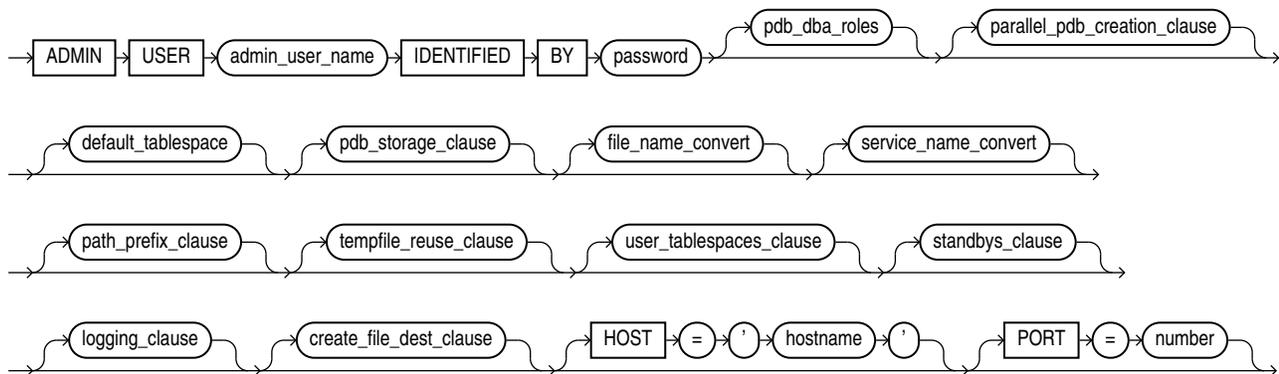 pdb_dba_roles parallel_pdb_creation_clause
ADMIN USER admin_user_name IDENTIFIED BY password
default_tablespace pdb_storage_clause file_name_convert service_name_convert
path_prefix_clause tempfile_reuse_clause user_tablespaces_clause standbys_clause
logging_clause create_file_dest_clause HOST = ' hostname ' PORT = number